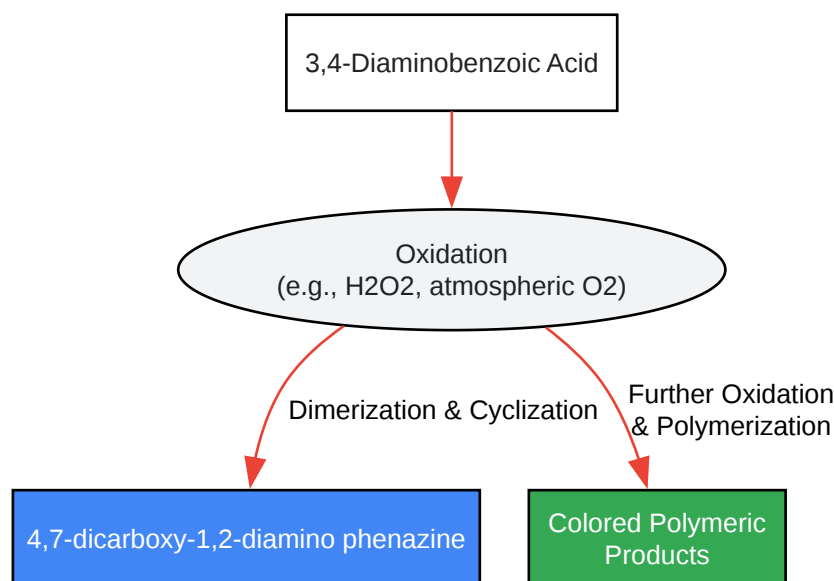 3,4-Diaminobenzoic Acid
Oxidation
(e.g., H2O2, atmospheric O2)
Dimerization & Cyclization
Further Oxidation
& Polymerization
4,7-dicarboxy-1,2-diamino phenazine
Colored Polymeric
Products